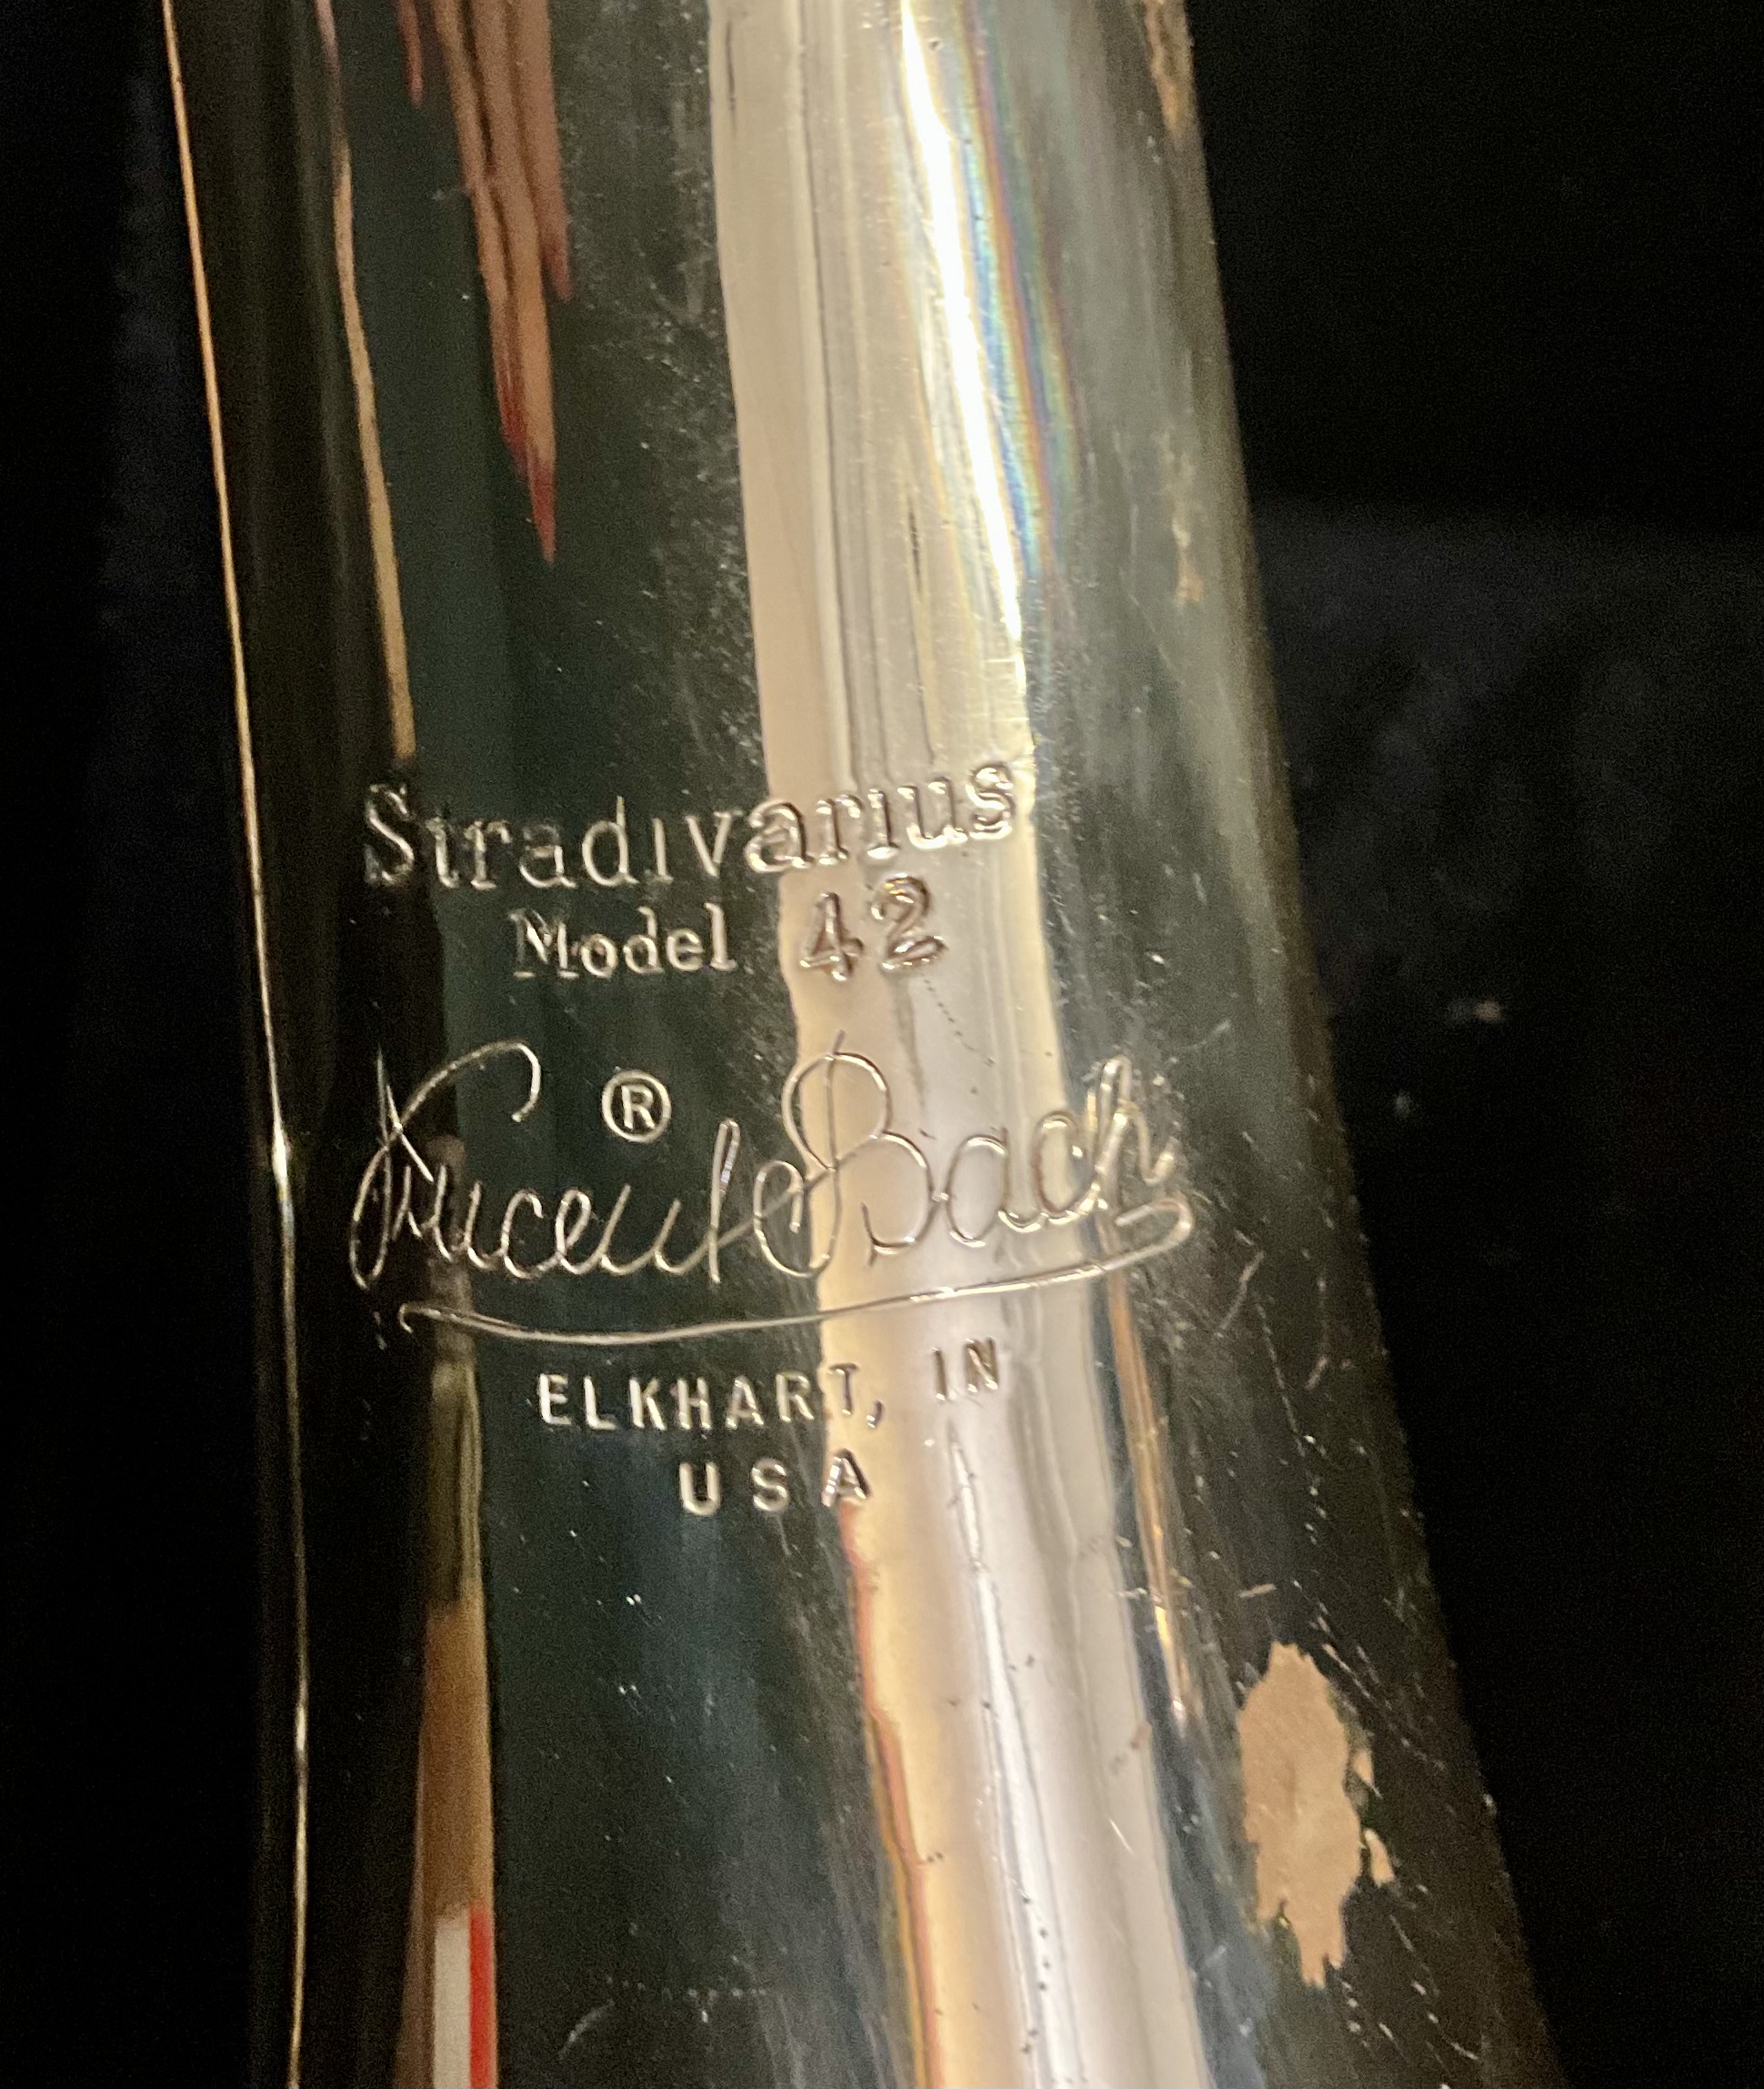 Stradivarius
Model 42
®
Vincent Bach
ELKHART, IN
USA